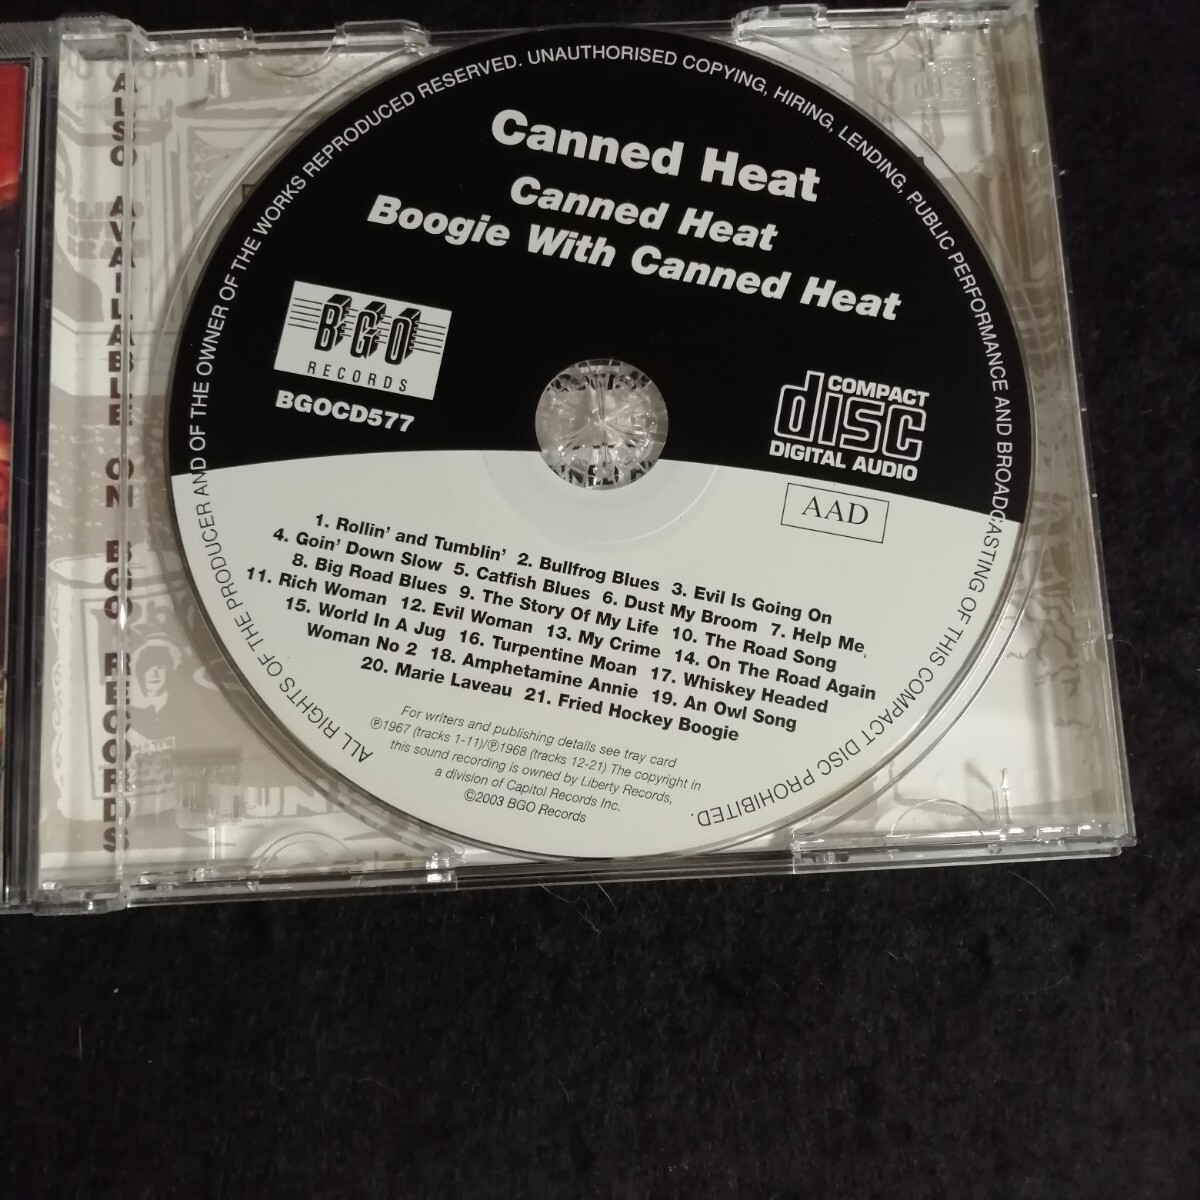 ALSO AVAILABLE ON BGO RECORDS
ALL RIGHTS OF THE PRODUCER AND OF THE OWNER OF THE WORKS REPRODUCED RESERVED. UNAUTHORISED COPYING, HIRING, LENDING, PUBLIC PERFORMANCE AND BROADCASTING OF THIS COMPACT DISC PROHIBITED.
Canned Heat
Canned Heat
Boogie With Canned Heat
BGO
RECORDS
BGOCD577
COMPACT
disc
DIGITAL AUDIO
AAD
1. Rollin' and Tumblin' 2. Bullfrog Blues 3. Evil Is Going On
4. Goin' Down Slow 5. Catfish Blues 6. Dust My Broom 7. Help Me,
8. Big Road Blues 9. The Story Of My Life 10. The Road Song
11. Rich Woman 12. Evil Woman 13. My Crime 14. On The Road Again
15. World In A Jug 16. Turpentine Moan 17. Whiskey Headed
Woman No 2 18. Amphetamine Annie 19. An Owl Song
20. Marie Laveau 21. Fried Hockey Boogie
For writers and publishing details see tray card
℗1967 (tracks 1-11)/℗1968 (tracks 12-21) The copyright in
this sound recording is owned by Liberty Records,
a division of Capitol Records Inc.
©2003 BGO Records